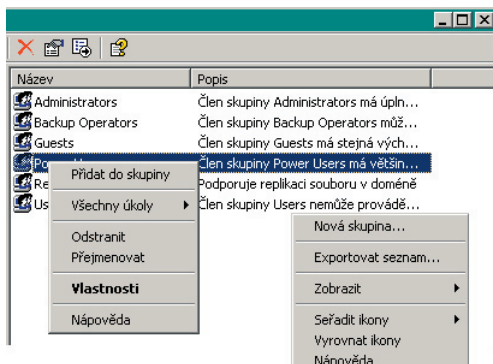 Název Popis
Administrators Člen skupiny Administrators má úpln...
Backup Operators Člen skupiny Backup Operators můž...
Guests Člen skupiny Guests má stejná vých...
Člen skupiny Power Users má většin...
Podporuje replikaci souboru v doméně
Člen skupiny Users nemůže provádě...
Přidat do skupiny
Všechny úkoly
Odstranit
Přejmenovat
Vlastnosti
Nápověda
Nová skupina...
Exportovat seznam...
Zobrazit
Seřadit ikony
Vyrovnat ikony
Nápověda